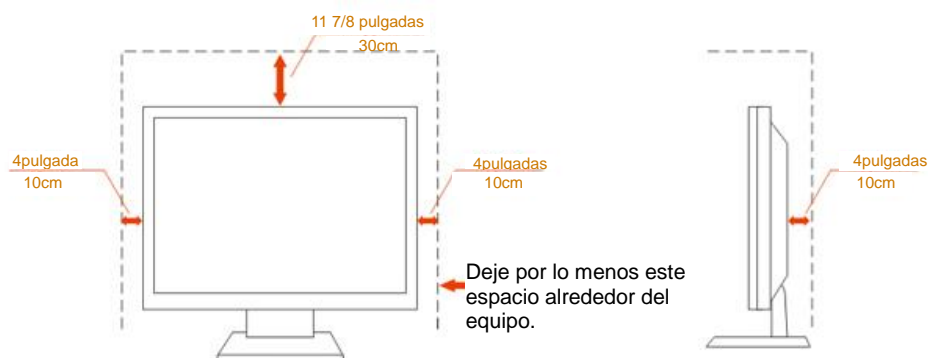 11 7/8 pulgadas
30cm
4pulgada
10cm
4pulgadas
10cm
4pulgadas
10cm
Deje por lo menos este
espacio alrededor del
equipo.